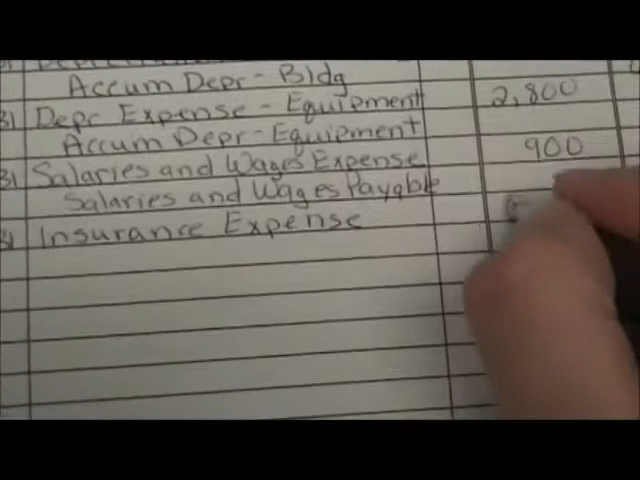 Accum Depr - Bldg
31 Depr Expense - Equipment 2,800
Accum Depr - Equipment
31 Salaries and Wages Expense 900
Salaries and Wages Payable
31 Insurance Expense